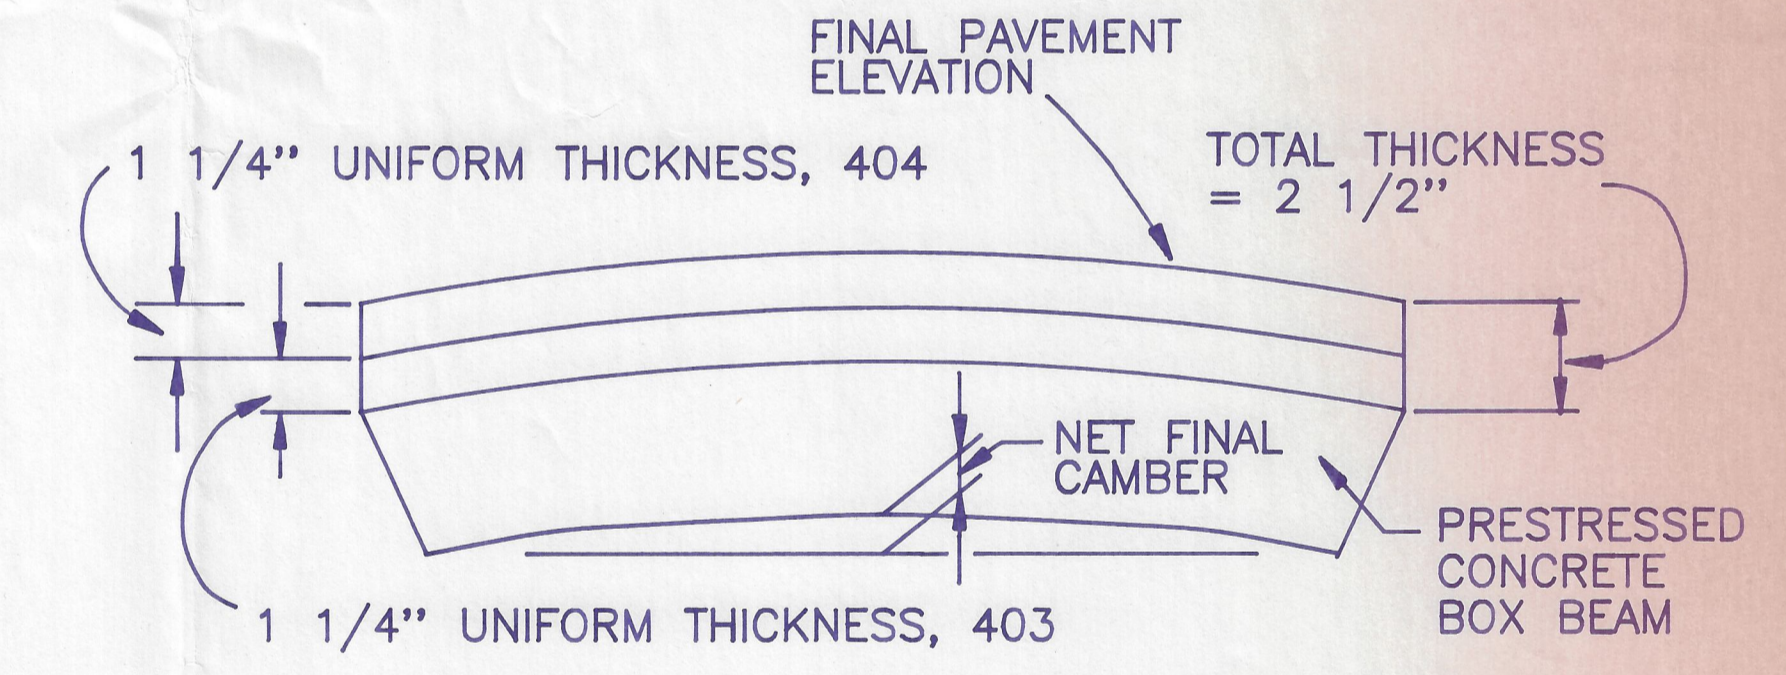 FINAL PAVEMENT
ELEVATION
1 1/4” UNIFORM THICKNESS, 404
TOTAL THICKNESS
= 2 1/2”
NET FINAL
CAMBER
PRESTRESSED
CONCRETE
BOX BEAM
1 1/4” UNIFORM THICKNESS, 403